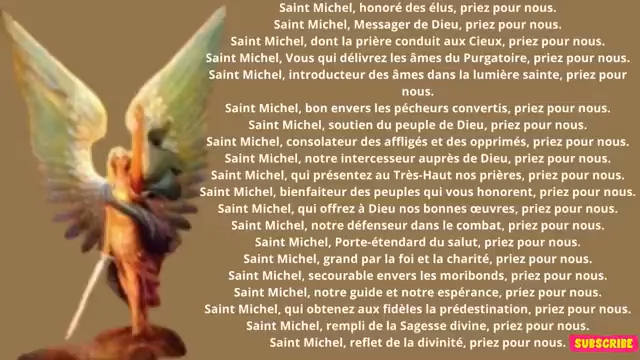 Saint Michel, honoré des élus, priez pour nous.
Saint Michel, Messager de Dieu, priez pour nous.
Saint Michel, dont la prière conduit aux Cieux, priez pour nous.
Saint Michel, Vous qui délivrez les âmes du Purgatoire, priez pour nous.
Saint Michel, introducteur des âmes dans la lumière sainte, priez pour
nous.
Saint Michel, bon envers les pécheurs convertis, priez pour nous.
Saint Michel, soutien du peuple de Dieu, priez pour nous.
Saint Michel, consolateur des affligés et des opprimés, priez pour nous.
Saint Michel, notre intercesseur auprès de Dieu, priez pour nous.
Saint Michel, qui présentez au Très-Haut nos prières, priez pour nous.
Saint Michel, bienfaiteur des peuples qui vous honorent, priez pour nous.
Saint Michel, qui offrez à Dieu nos bonnes œuvres, priez pour nous.
Saint Michel, notre défenseur dans le combat, priez pour nous.
Saint Michel, Porte-étendard du salut, priez pour nous.
Saint Michel, grand par la foi et la charité, priez pour nous.
Saint Michel, secourable envers les moribonds, priez pour nous.
Saint Michel, notre guide et notre espérance, priez pour nous.
Saint Michel, qui obtenez aux fidèles la prédestination, priez pour nous.
Saint Michel, rempli de la Sagesse divine, priez pour nous.
Saint Michel, reflet de la divinité, priez pour nous.
SUBSCRIBE